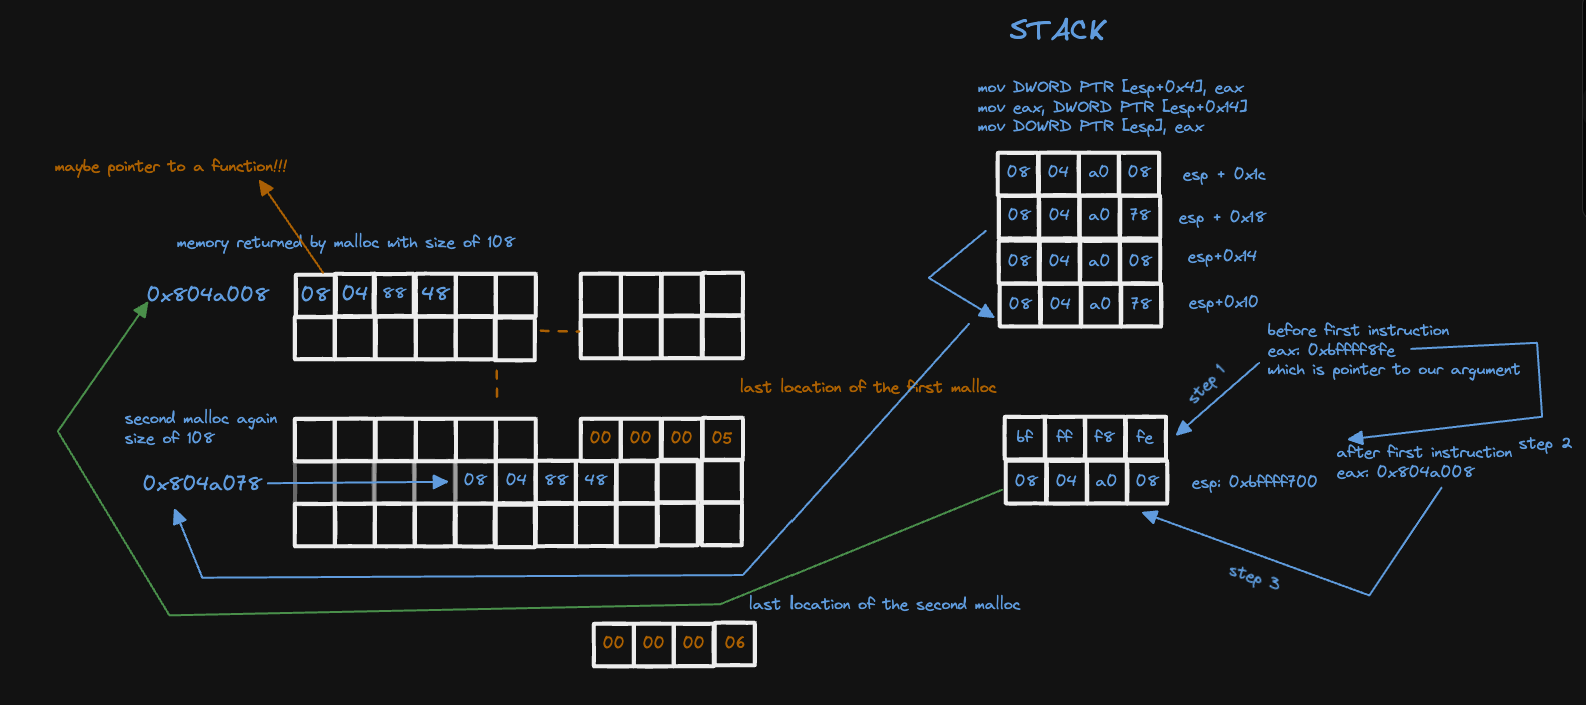 STACK
mov DWORD PTR [esp+0x4], eax
mov eax, DWORD PTR [esp+0x14]
mov DOWRD PTR [esp], eax
08 04 a0 08 esp + 0x1c
08 04 a0 78 esp + 0x18
08 04 a0 08 esp+0x14
08 04 a0 78 esp+0x10
maybe pointer to a function!!!
memory returned by malloc with size of 108
0x804a008 08 04 88 48
before first instruction
eax: 0xbffff8fe
which is pointer to our argument
step 1
last location of the first malloc
second malloc again
size of 108
00 00 00 05
0x804a078 08 04 88 48
bf ff f8 fe
08 04 a0 08 esp: 0xbffff700
after first instruction
eax: 0x804a008
step 2
step 3
last location of the second malloc
00 00 00 06